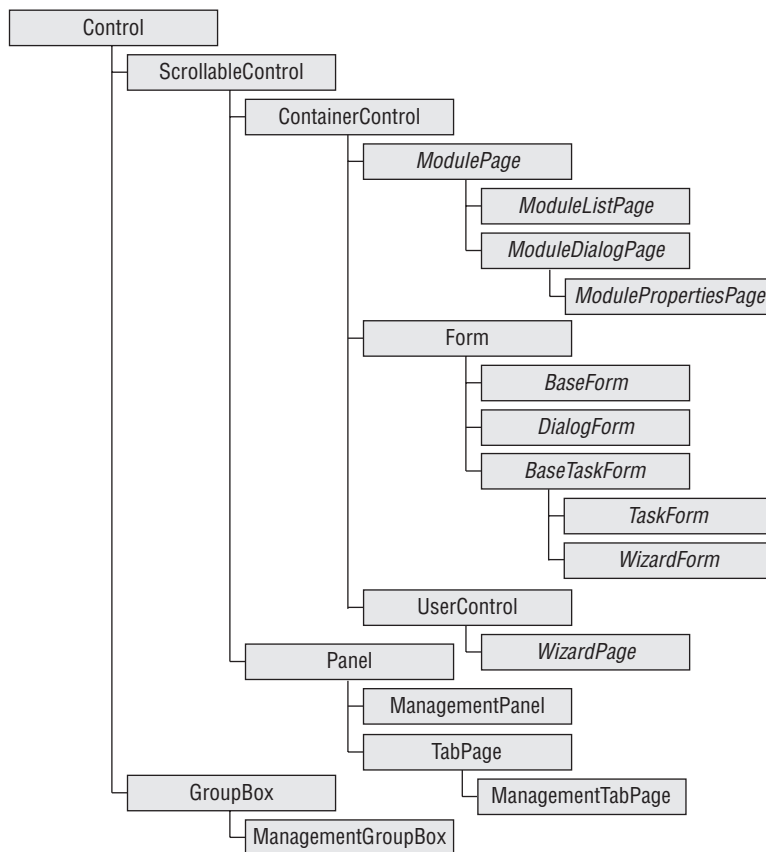 Control
ScrollableControl
ContainerControl
ModulePage
ModuleListPage
ModuleDialogPage
ModulePropertiesPage
Form
BaseForm
DialogForm
BaseTaskForm
TaskForm
WizardForm
UserControl
WizardPage
Panel
ManagementPanel
TabPage
ManagementTabPage
GroupBox
ManagementGroupBox